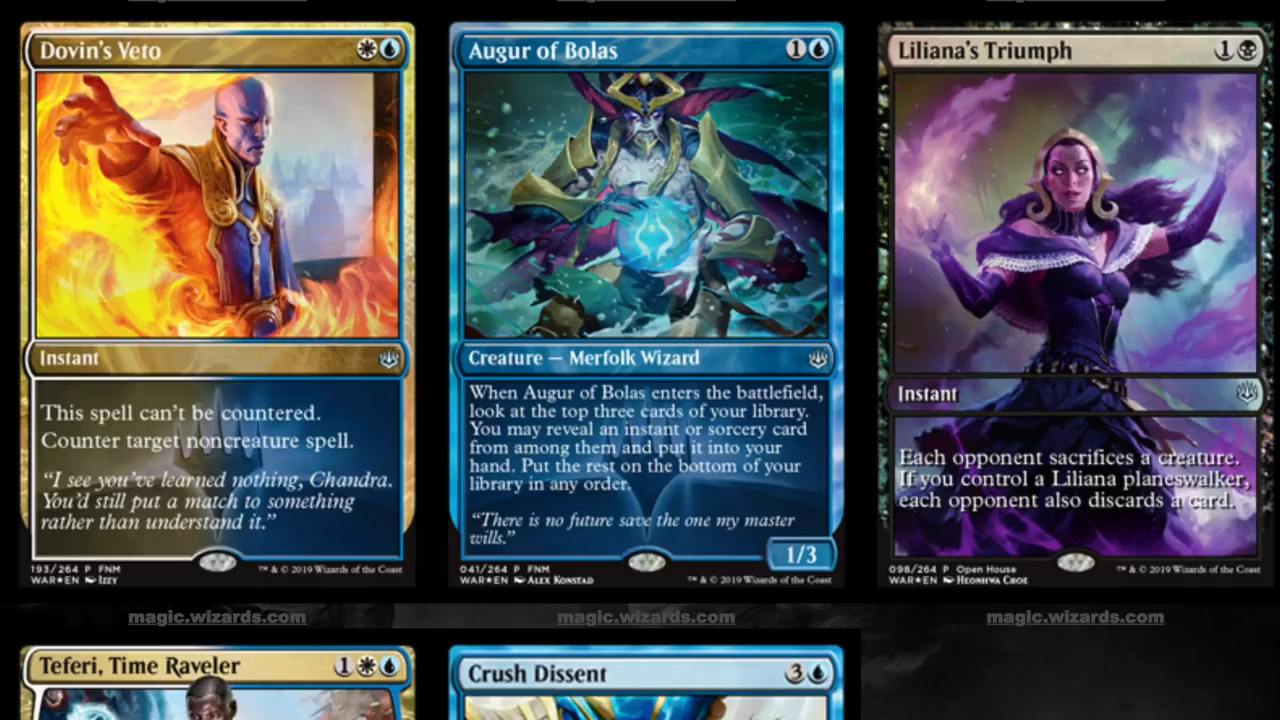 Dovin's Veto
This spell can't be countered.
Counter target noncreature spell.
"I see you've learned nothing, Chandra.
You'd still put a match to something
rather than understand it."
Instant
193/264 P FNM
WAR★EN Izzy
™ & © 2019 Wizards of the Coast
Augur of Bolas
1
Creature — Merfolk Wizard
When Augur of Bolas enters the battlefield,
look at the top three cards of your library.
You may reveal an instant or sorcery card
from among them and put it into your
hand. Put the rest on the bottom of your
library in any order.
"There is no future save the one my master
wills."
1/3
041/264 P FNM
WAR★EN Alex Konstad
™ & © 2019 Wizards of the Coast
Liliana's Triumph
1
Instant
Each opponent sacrifices a creature.
If you control a Liliana planeswalker,
each opponent also discards a card.
098/264 P Open House
WAR★EN Heonhwa Choe
™ & © 2019 Wizards of the Coast
magic.wizards.com
magic.wizards.com
magic.wizards.com
Teferi, Time Raveler
1
Crush Dissent
3